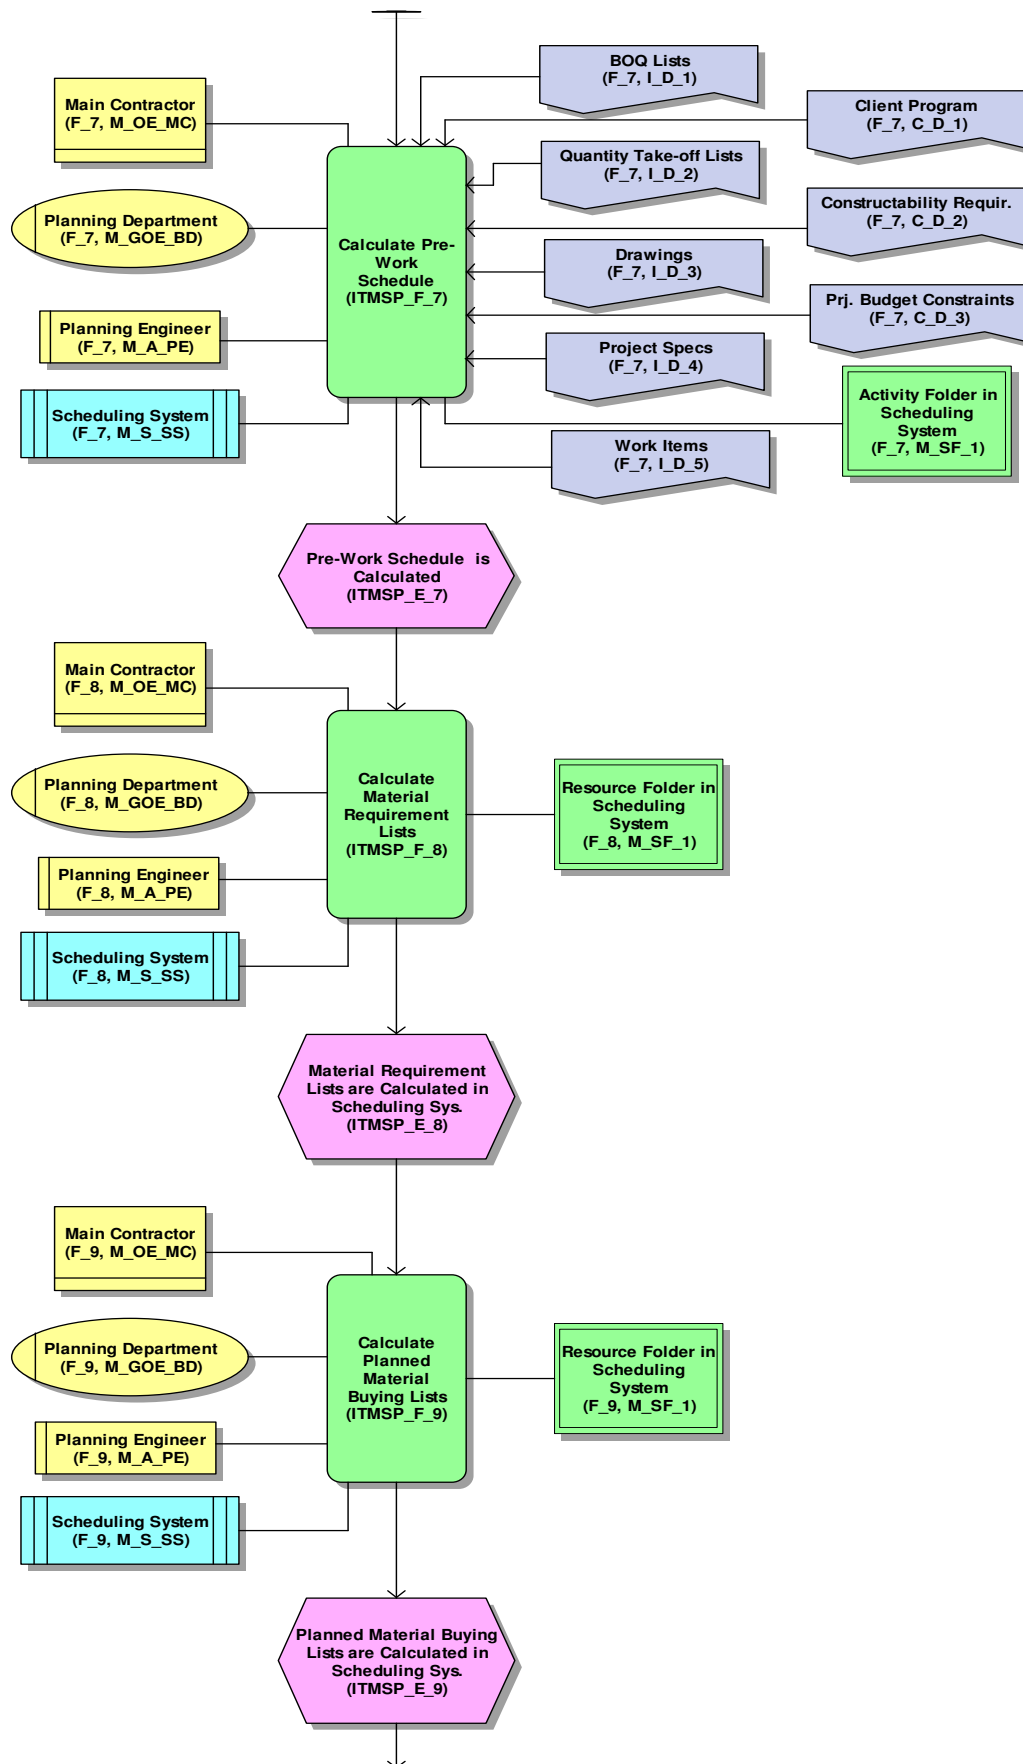 BOQ Lists
(F_7, I_D_1)
Main Contractor
(F_7, M_OE_MC)
Client Program
(F_7, C_D_1)
Quantity Take-off Lists
(F_7, I_D_2)
Planning Department
(F_7, M_GOE_BD)
Calculate Pre-
Work
Schedule
(ITMSP_F_7)
Constructability Requir.
(F_7, C_D_2)
Drawings
(F_7, I_D_3)
Prj. Budget Constraints
(F_7, C_D_3)
Planning Engineer
(F_7, M_A_PE)
Project Specs
(F_7, I_D_4)
Scheduling System
(F_7, M_S_SS)
Activity Folder in
Scheduling
System
(F_7, M_SF_1)
Work Items
(F_7, I_D_5)
Pre-Work Schedule is
Calculated
(ITMSP_E_7)
Main Contractor
(F_8, M_OE_MC)
Planning Department
(F_8, M_GOE_BD)
Calculate
Material
Requirement
Lists
(ITMSP_F_8)
Resource Folder in
Scheduling
System
(F_8, M_SF_1)
Planning Engineer
(F_8, M_A_PE)
Scheduling System
(F_8, M_S_SS)
Material Requirement
Lists are Calculated in
Scheduling Sys.
(ITMSP_E_8)
Main Contractor
(F_9, M_OE_MC)
Planning Department
(F_9, M_GOE_BD)
Calculate
Planned
Material
Buying Lists
(ITMSP_F_9)
Resource Folder in
Scheduling
System
(F_9, M_SF_1)
Planning Engineer
(F_9, M_A_PE)
Scheduling System
(F_9, M_S_SS)
Planned Material Buying
Lists are Calculated in
Scheduling Sys.
(ITMSP_E_9)